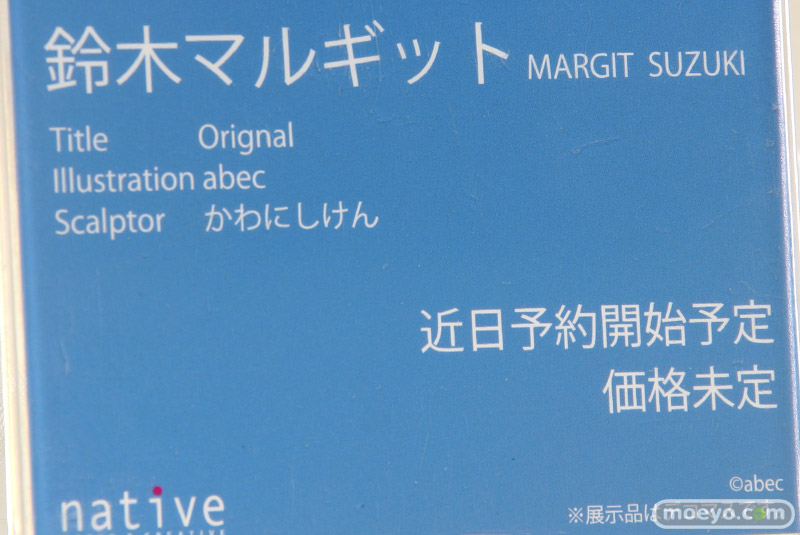 鈴木マルギット MARGIT SUZUKI
Title Orignal
Illustration abec
Scalptor かわにしけん
近日予約開始予定
価格未定
©abec
native
※展示品は
moeyo.com